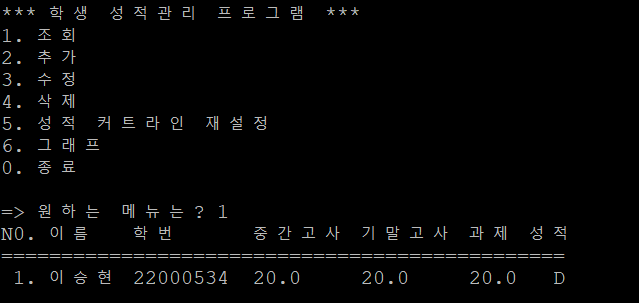 *** 학생 성적관리 프로그램 ***
1. 조회
2. 추가
3. 수정
4. 삭제
5. 성적 커트라인 재설정
6. 그래프
0. 종료
=> 원하는 메뉴는? 1
NO. 이름 학번 중간고사 기말고사 과제 성적
===============================================
1. 이승현 22000534 20.0 20.0 20.0 D